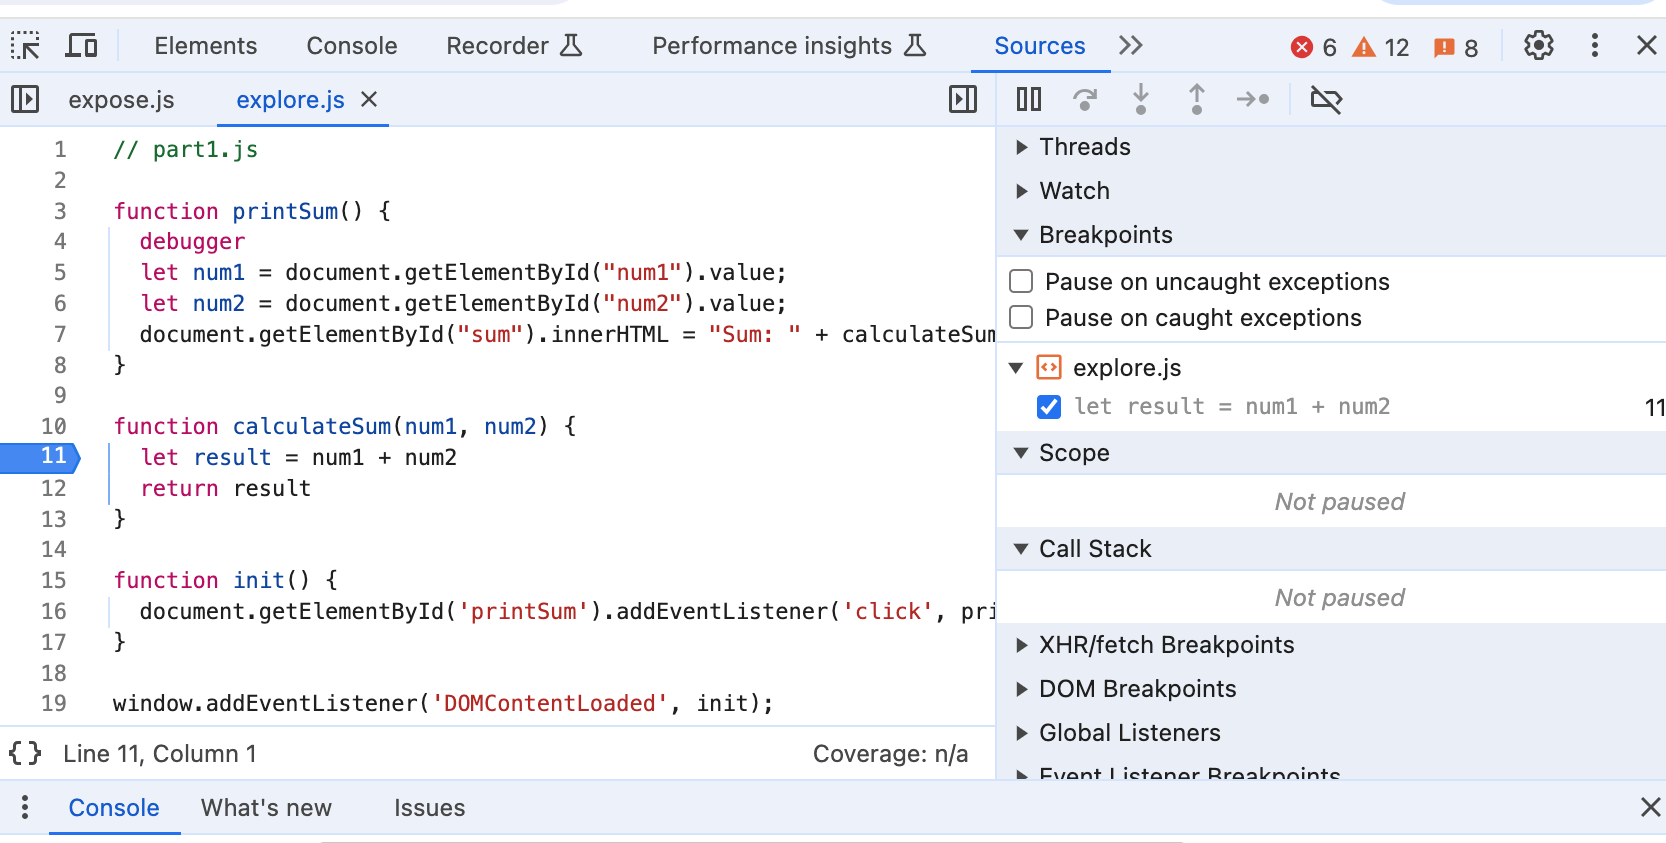 Elements Console Recorder Performance insights Sources 6 12 8
expose.js explore.js
1 // part1.js
2
3 function printSum() {
4 debugger
5 let num1 = document.getElementById("num1").value;
6 let num2 = document.getElementById("num2").value;
7 document.getElementById("sum").innerHTML = "Sum: " + calculateSum
8 }
9
10 function calculateSum(num1, num2) {
11 let result = num1 + num2
12 return result
13 }
14
15 function init() {
16 document.getElementById('printSum').addEventListener('click', pri
17 }
18
19 window.addEventListener('DOMContentLoaded', init);
{} Line 11, Column 1 Coverage: n/a
Threads
Watch
Breakpoints
Pause on uncaught exceptions
Pause on caught exceptions
explore.js
let result = num1 + num2 11
Scope
Not paused
Call Stack
Not paused
XHR/fetch Breakpoints
DOM Breakpoints
Global Listeners
Event Listener Breakpoints
Console What's new Issues